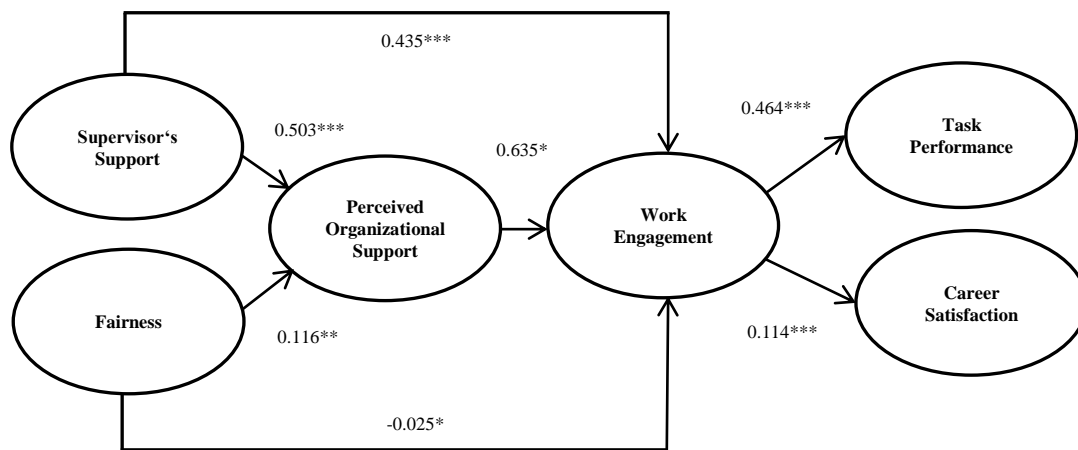 0.435***
Supervisor‘s
Support
0.503***
0.464***
Task
Performance
0.635*
Perceived
Organizational
Support
Work
Engagement
Fairness
0.116**
Career
Satisfaction
0.114***
-0.025*